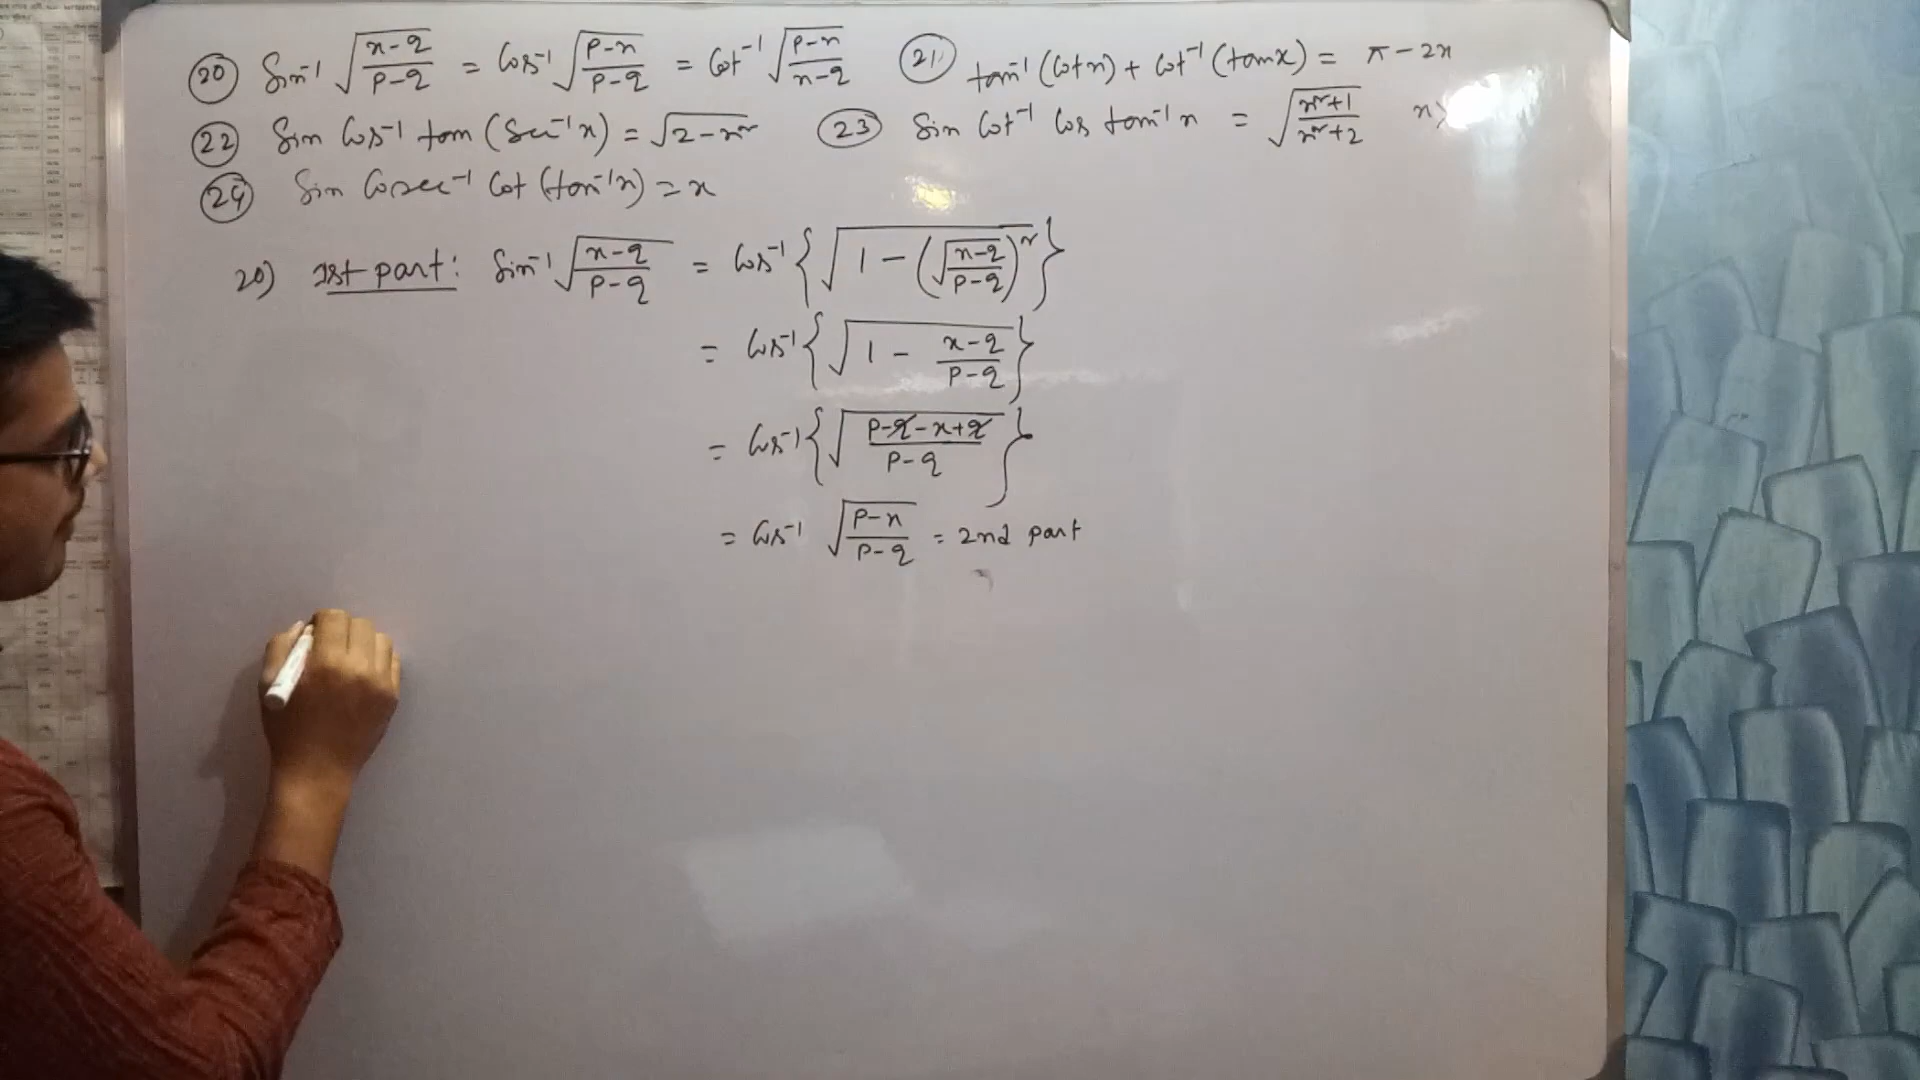 (20) Sin⁻¹ √((x-q)/(p-q)) = Cos⁻¹ √((p-x)/(p-q)) = Cot⁻¹ √((p-x)/(x-q)) (21) tan⁻¹ (Cotx) + Cot⁻¹ (tanx) = π - 2x
(22) Sin Cos⁻¹ tan (Sec⁻¹x) = √(2-x²) (23) Sin Cot⁻¹ Cos tan⁻¹x = √((x²+1)/(x²+2)) x>
(24) Sin Cosec⁻¹ Cot (tan⁻¹x) = x
20) 1st part: Sin⁻¹ √((x-q)/(p-q)) = Cos⁻¹ {√(1 - (√((x-q)/(p-q)))²)}
= Cos⁻¹ {√(1 - (x-q)/(p-q))}
= Cos⁻¹ {√((p-q-x+q)/(p-q))}
= Cos⁻¹ √((p-x)/(p-q)) = 2nd part